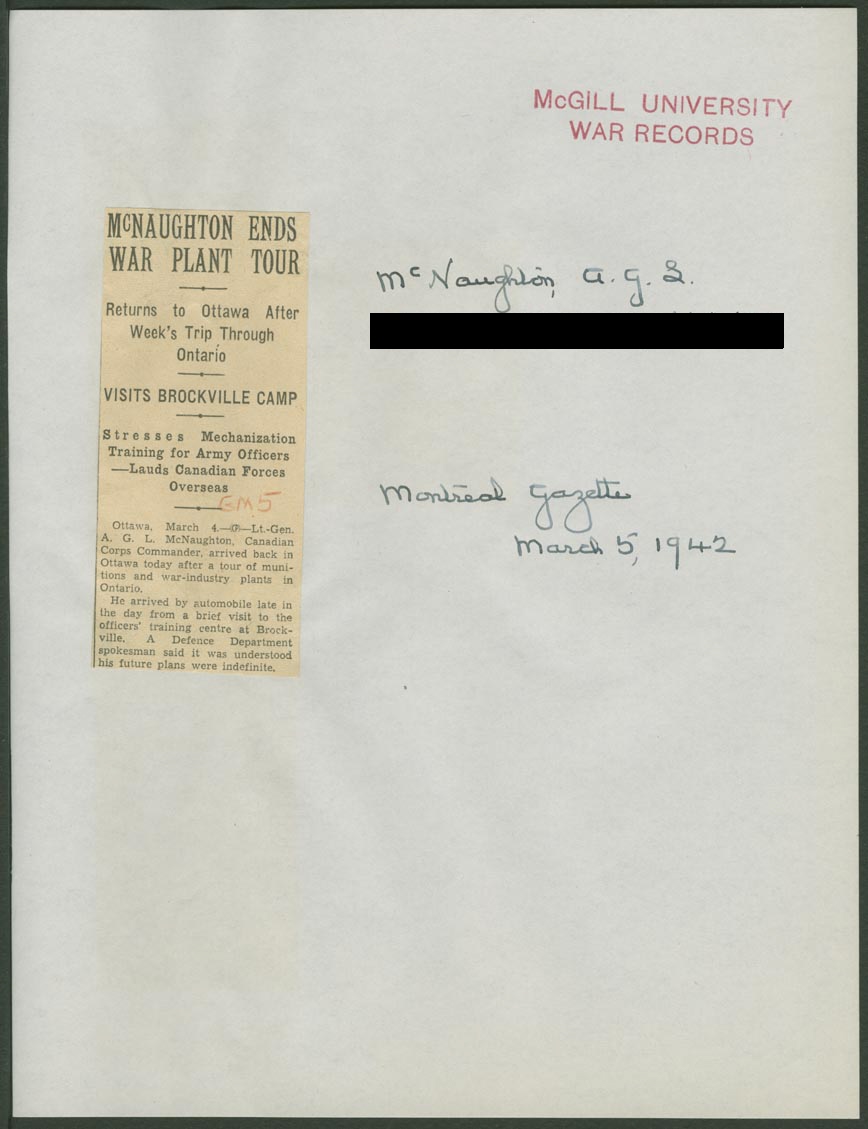 McGILL UNIVERSITY
WAR RECORDS
McNAUGHTON ENDS
WAR PLANT TOUR
Returns to Ottawa After
Week's Trip Through
Ontario
VISITS BROCKVILLE CAMP
Stresses Mechanization
Training for Army Officers
—Lauds Canadian Forces
Overseas
GM5
Ottawa, March 4.—(P)—Lt.-Gen.
A. G. L. McNaughton, Canadian
Corps Commander, arrived back in
Ottawa today after a tour of muni-
tions and war-industry plants in
Ontario.
He arrived by automobile late in
the day from a brief visit to the
officers' training centre at Brock-
ville. A Defence Department
spokesman said it was understood
his future plans were indefinite.
McNaughton, A. G. L.
Montreal Gazette
March 5, 1942